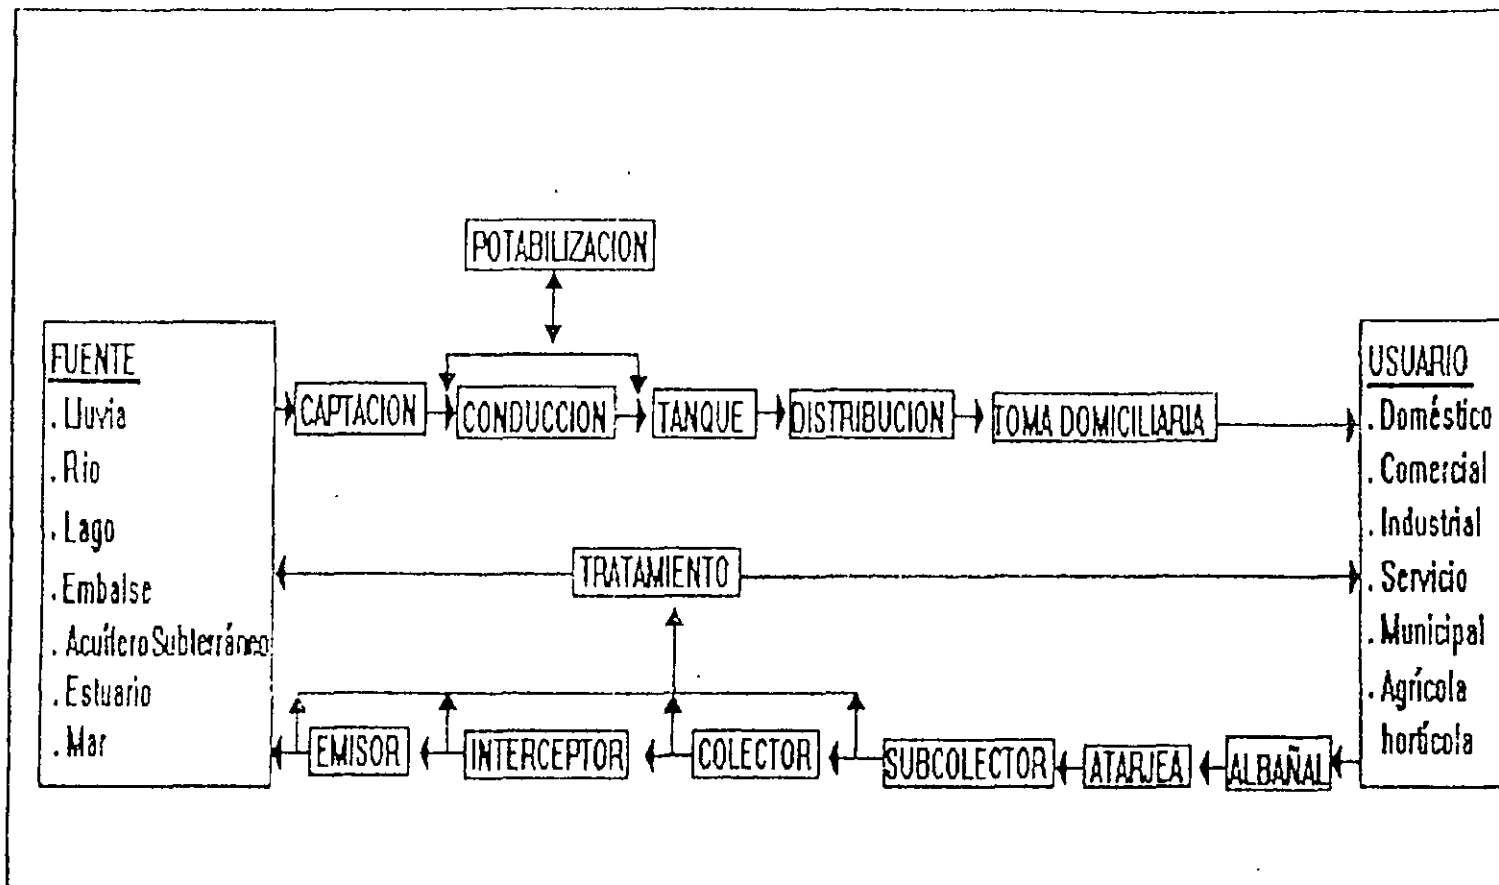 POTABILIZACION
FUENTE
. Lluvia
. Rio
. Lago
. Embalse
. Acuífero Subterráneo
. Estuario
. Mar
CAPTACION
CONDUCCION
TANQUE
DISTRIBUCION
TOMA DOMICILIARIA
USUARIO
. Doméstico
. Comercial
. Industrial
. Servicio
. Municipal
. Agrícola
hortícola
TRATAMIENTO
EMISOR
INTERCEPTOR
COLECTOR
SUBCOLECTOR
ATARJEA
ALBAÑAL